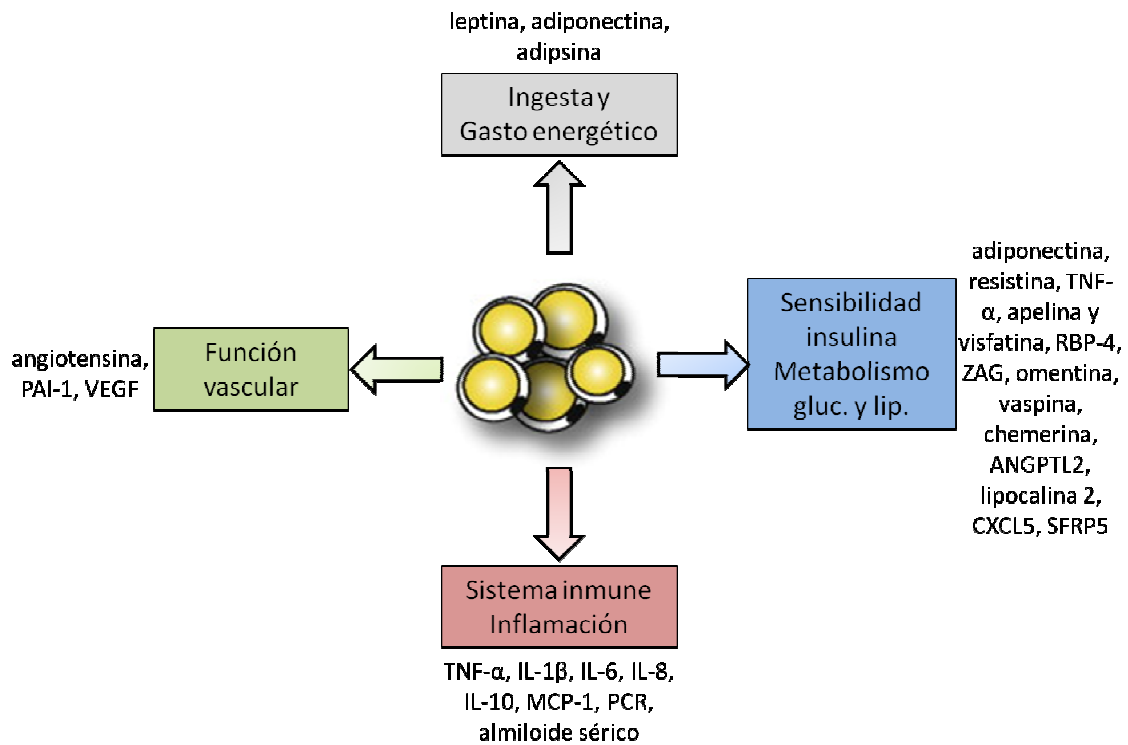 leptina, adiponectina,
adipsina
Ingesta y
Gasto energético
angiotensina,
PAI-1, VEGF
Función
vascular
Sensibilidad
insulina
Metabolismo
gluc. y lip.
adiponectina,
resistina, TNF-
α, apelina y
visfatina, RBP-4,
ZAG, omentina,
vaspina,
chemerina,
ANGPTL2,
lipocalina 2,
CXCL5, SFRP5
Sistema inmune
Inflamación
TNF-α, IL-1β, IL-6, IL-8,
IL-10, MCP-1, PCR,
almiloide sérico